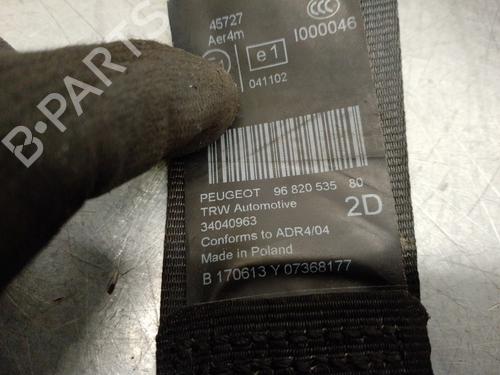 45727
Aer4m
CCC
I000046
e1
041102
PEUGEOT 96 820 535 80
TRW Automotive
34040963
2D
Conforms to ADR4/04
Made in Poland
B 170613 Y 07368177
B-PARTS